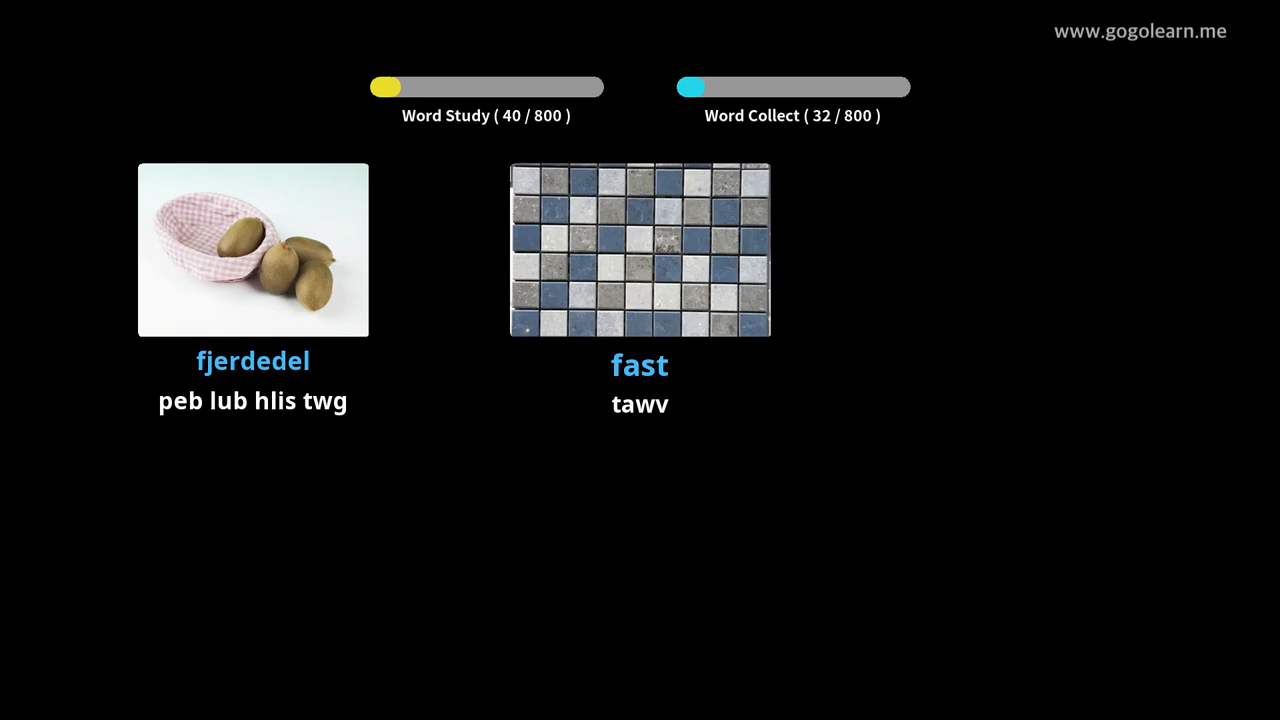 www.gogolearn.me
Word Study ( 40 / 800 )
Word Collect ( 32 / 800 )
fjerdedel
peb lub hlis twg
fast
tawv